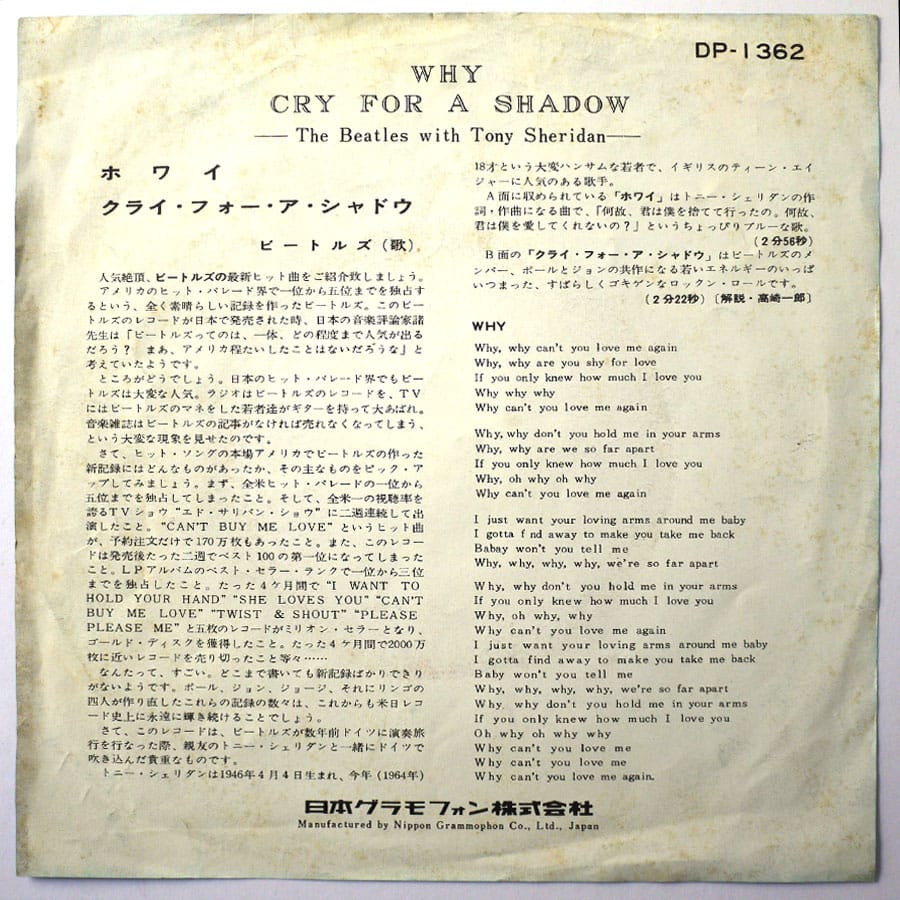 DP-1362
WHY
CRY FOR A SHADOW
—— The Beatles with Tony Sheridan——
ホワイ
クライ・フォー・ア・シャドウ
ビートルズ（歌）.
人気絶頂、ビートルズの最新ヒット曲をご紹介致しましょう。
アメリカのヒット・パレード界で一位から五位までを独占す
るという、全く素晴らしい記録を作ったビートルズ。このビー
トルズのレコードが日本で発売された時、日本の音楽評論家諸
先生は「ビートルズってのは、一体、どの程度まで人気が出る
だろう？　まあ、アメリカ程たいしたことはないだろうな」と
考えていたようです。
ところがどうでしょう。日本のヒット・パレード界でもビー
トルズは大変な人気。ラジオはビートルズのレコードを、TV
にはビートルズのマネをした若者達がギターを持って大あばれ。
音楽雑誌はビートルズの記事がなければ売れなくなってしまう、
という大変な現象を見せたのです。
さて、ヒット・ソングの本場アメリカでビートルズの作った
新記録にはどんなものがあったか、その主なものをピック・ア
ップしてみましょう。まず、全米ヒット・パレードの一位から
五位までを独占してしまったこと。そして、全米一の視聴率を
誇るTVショウ“エド・サリバン・ショウ”に二週連続して出
演したこと。“CAN'T BUY ME LOVE”というヒット曲
が、予約注文だけで170万枚もあったこと。また、このレコー
ドは発売後たった二週でベスト100の第一位になってしまった
こと。LPアルバムのベスト・セラー・ランクで一位から三位
までを独占したこと。たった4ケ月間で“I WANT TO
HOLD YOUR HAND”“SHE LOVES YOU”“CAN'T
BUY ME LOVE”“TWIST & SHOUT”“PLEASE
PLEASE ME”と五枚のレコードがミリオン・セラーとなり、
ゴールド・ディスクを獲得したこと。たった4ケ月間で2000万
枚に近いレコードを売り切ったこと等々……
なんたって、すごい。どこまで書いても新記録ばかりできり
がないようです。ポール、ジョン、ジョージ、それにリンゴの
四人が作り直したこれらの記録の数々は、これからも米日レコ
ード史上に永遠に輝き続けることでしょう。
さて、このレコードは、ビートルズが数年前ドイツに演奏旅
行を行なった際、親友のトニー・シェリダンと一緒にドイツで
吹き込んだ貴重なものです。
トニー・シェリダンは1946年4月4日生まれ、今年（1964年）
18才という大変ハンサムな若者で、イギリスのティーン・エイ
ジャーに人気のある歌手。
A面に収められている「ホワイ」はトニー・シェリダンの作
詞・作曲になる曲で、「何故、君は僕を捨てて行ったの。何故、
君は僕を愛してくれないの？」というちょっぴりブルーな歌。
（2分56秒）
B面の「クライ・フォー・ア・シャドウ」はビートルズのメ
ンバー、ポールとジョンの共作になる若いエネルギーのいっぱ
いつまった、すばらしくゴキゲンなロックン・ロールです。
（2分22秒）〔解説・高崎一郎〕
WHY
Why, why can't you love me again
Why, why are you shy for love
If you only knew how much I love you
Why why why
Why can't you love me again
Why, why don't you hold me in your arms
Why, why are we so far apart
If you only knew how much I love you
Why, oh why oh why
Why can't you love me again
I just want your loving arms around me baby
I gotta find away to make you take me back
Babay won't you tell me
Why, why, why, why, we're so far apart
Why, why don't you hold me in your arms
If you only knew how much I love you
Why, oh why, why
Why can't you love me again
I just want your loving arms around me baby
I gotta find away to make you take me back
Baby won't you tell me
Why, why, why, why, we're so far apart
Why, why don't you hold me in your arms
If you only knew how much I love you
Oh why oh why why
Why can't you love me
Why can't you love me
Why can't you love me again.
日本グラモフォン株式会社
Manufactured by Nippon Grammophon Co., Ltd., Japan